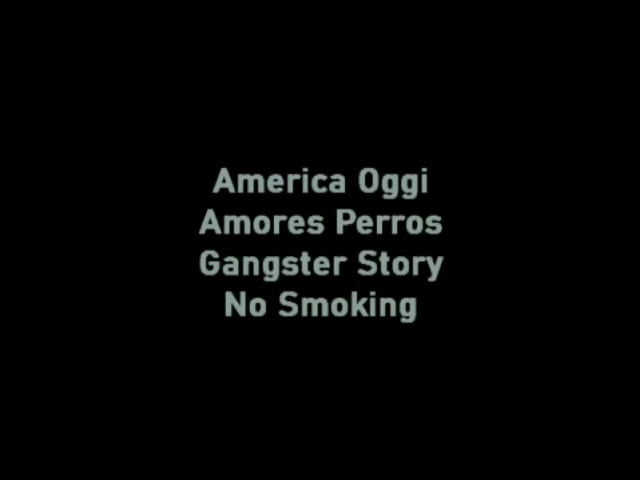 America Oggi
Amores Perros
Gangster Story
No Smoking